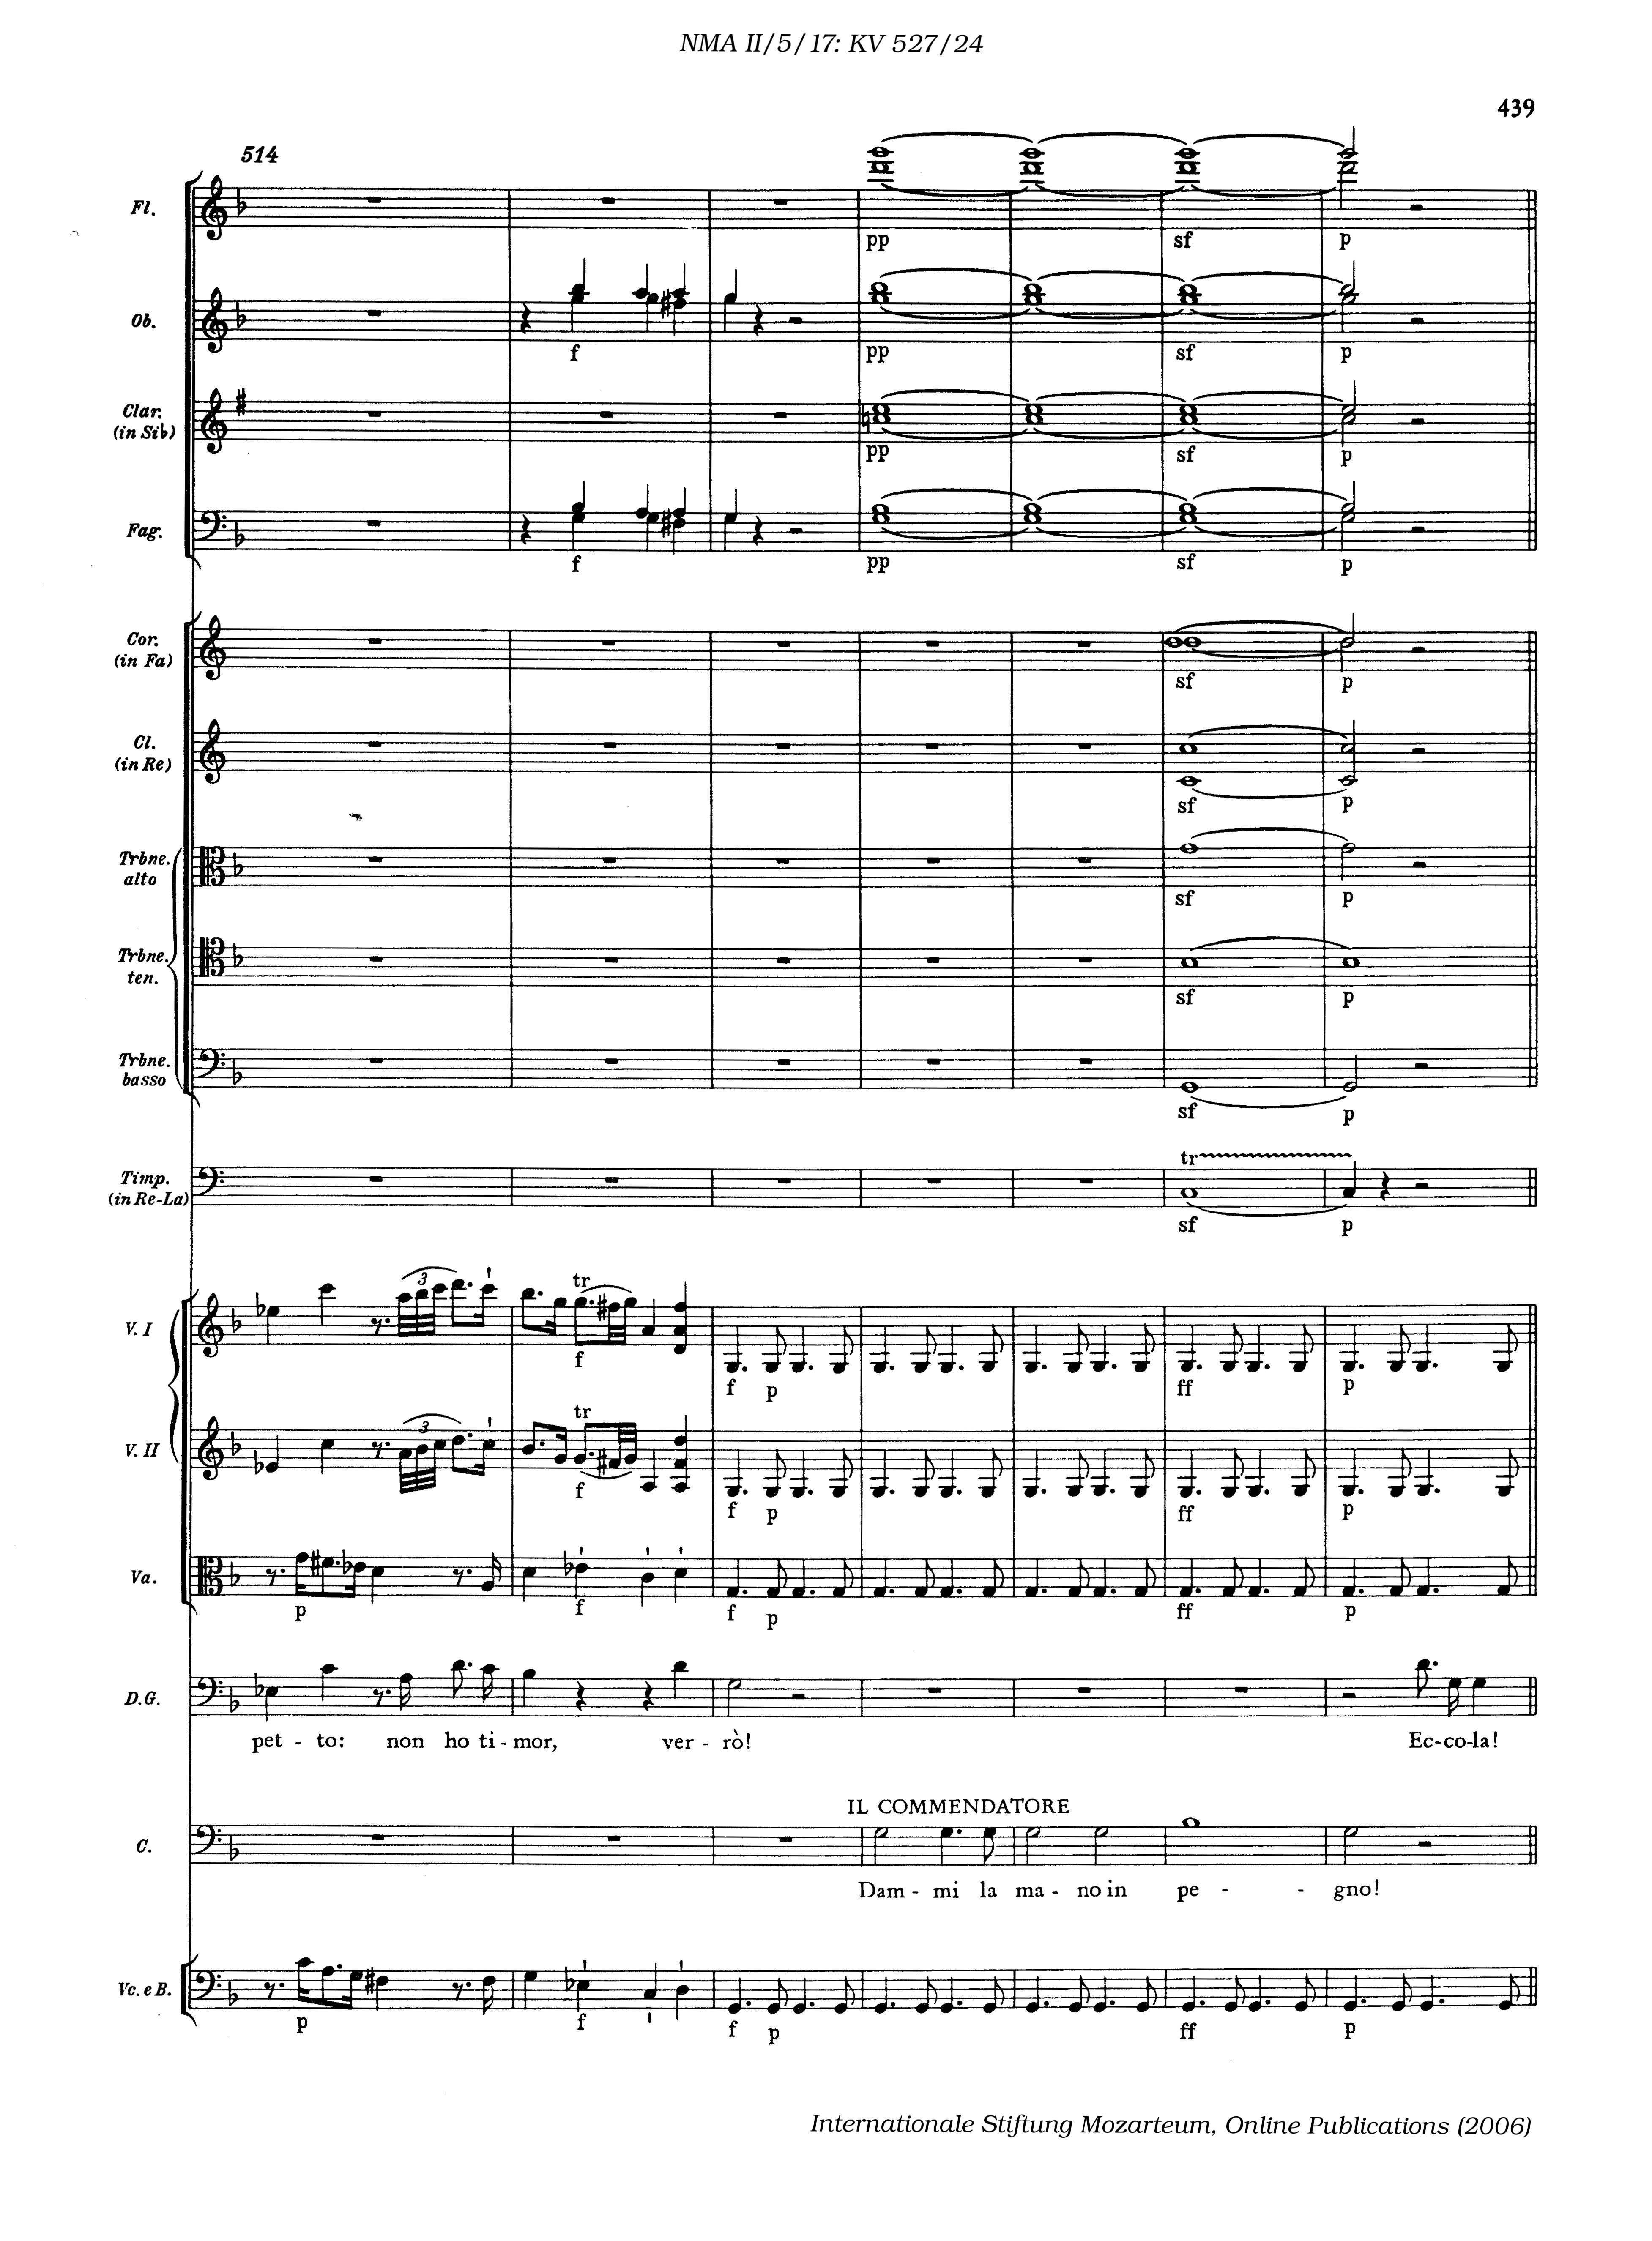 NMA II/5/17: KV 527/24
439
514
Fl.
pp sf p
Ob.
f pp sf p
Clar.
(in Si♭)
pp sf p
Fag.
f pp sf p
Cor.
(in Fa)
sf p
Cl.
(in Re)
sf p
Trbne.
alto
sf p
Trbne.
ten.
sf p
Trbne.
basso
sf p
tr
Timp.
(in Re-La)
sf p
3 tr
V. I
f f p ff p
3 tr
V. II
f f p ff p
Va.
p f f p ff p
D.G.
pet - to: non ho ti - mor, ver - rò! Ec-co-la!
IL COMMENDATORE
C.
Dam - mi la ma - no in pe - - gno!
Vc. e B.
p f f p ff p
Internationale Stiftung Mozarteum, Online Publications (2006)